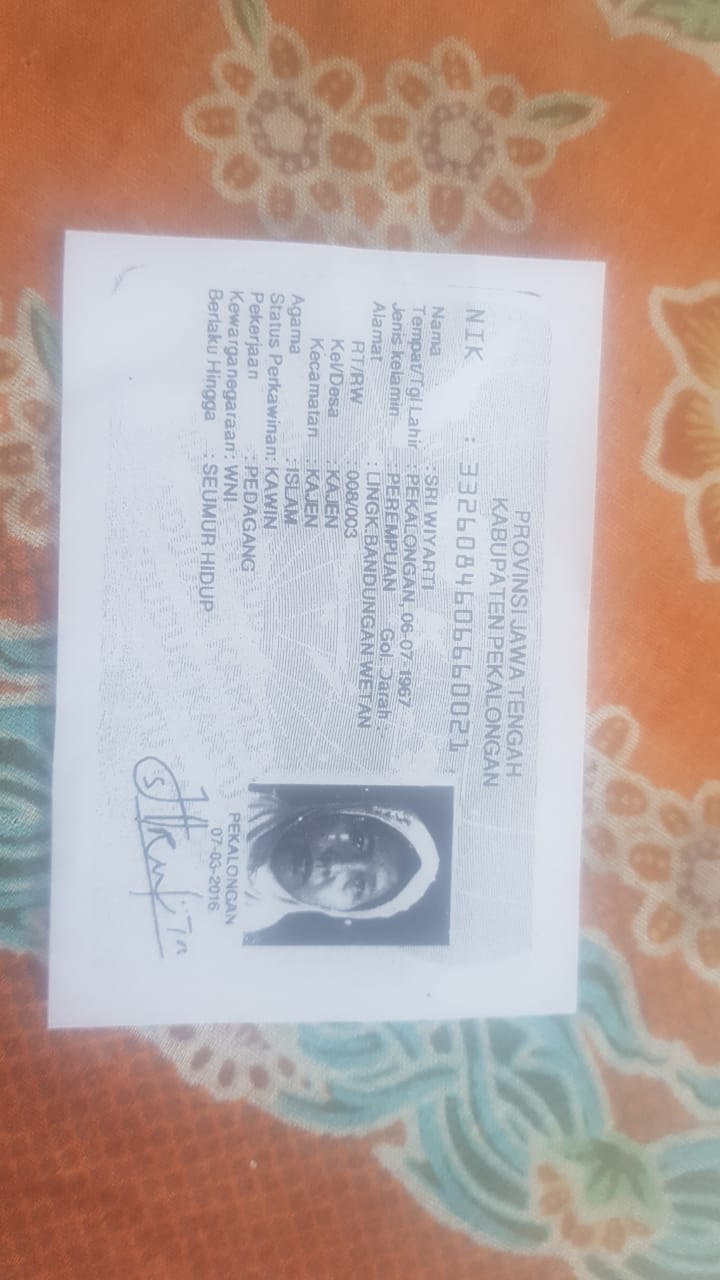 PROVINSI JAWA TENGAH
KABUPATEN PEKALONGAN
NIK : 3326084606660021
Nama : SRI WIYARTI
Tempat/Tgl Lahir : PEKALONGAN, 06-07-1967
Jenis kelamin : PEREMPUAN Gol. Darah :
Alamat : LINGK.BANDUNGAN WETAN
RT/RW : 008/003
Kel/Desa : KAJEN
Kecamatan : KAJEN
Agama : ISLAM
Status Perkawinan: KAWIN
Pekerjaan : PEDAGANG
Kewarganegaraan: WNI
Berlaku Hingga : SEUMUR HIDUP
PEKALONGAN
07-03-2016